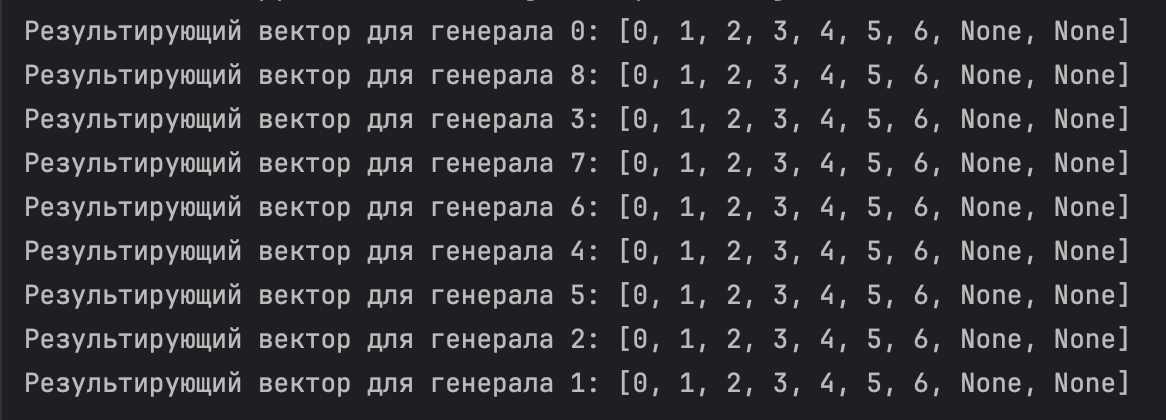 Результирующий вектор для генерала 0: [0, 1, 2, 3, 4, 5, 6, None, None]
Результирующий вектор для генерала 8: [0, 1, 2, 3, 4, 5, 6, None, None]
Результирующий вектор для генерала 3: [0, 1, 2, 3, 4, 5, 6, None, None]
Результирующий вектор для генерала 7: [0, 1, 2, 3, 4, 5, 6, None, None]
Результирующий вектор для генерала 6: [0, 1, 2, 3, 4, 5, 6, None, None]
Результирующий вектор для генерала 4: [0, 1, 2, 3, 4, 5, 6, None, None]
Результирующий вектор для генерала 5: [0, 1, 2, 3, 4, 5, 6, None, None]
Результирующий вектор для генерала 2: [0, 1, 2, 3, 4, 5, 6, None, None]
Результирующий вектор для генерала 1: [0, 1, 2, 3, 4, 5, 6, None, None]